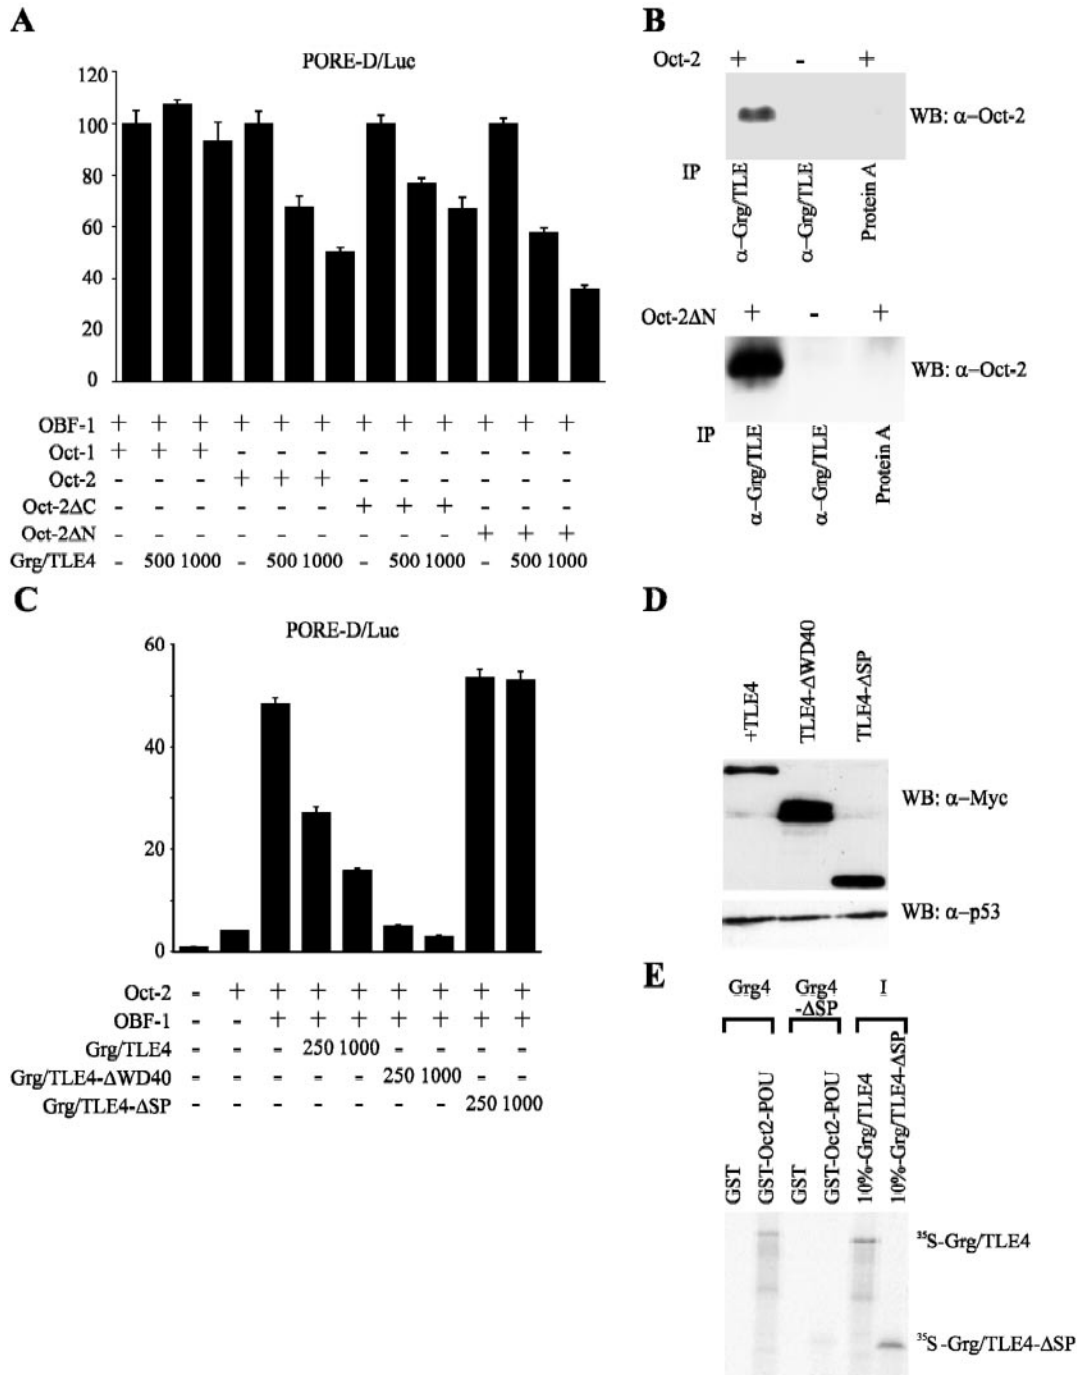 A
PORE-D/Luc
120
100
80
60
40
20
0
OBF-1 + + + + + + + + + + + +
Oct-1 + + + - - - - - - - - -
Oct-2 - - - + + + - - - - - -
Oct-2ΔC - - - - - - + + + - - -
Oct-2ΔN - - - - - - - - - + + +
Grg/TLE4 - 500 1000 - 500 1000 - 500 1000 - 500 1000
B
Oct-2 + - +
WB: α–Oct-2
IP
α–Grg/TLE
α–Grg/TLE
Protein A
Oct-2ΔN + - +
WB: α–Oct-2
IP
α–Grg/TLE
α–Grg/TLE
Protein A
C
PORE-D/Luc
60
40
20
0
Oct-2 - + + + + + + + +
OBF-1 - - + + + + + + +
Grg/TLE4 - - - 250 1000 - - - -
Grg/TLE4-ΔWD40 - - - - - 250 1000 - -
Grg/TLE4-ΔSP - - - - - - - 250 1000
D
+TLE4
TLE4-ΔWD40
TLE4-ΔSP
WB: α–Myc
WB: α–p53
E
Grg4
Grg4
-ΔSP
I
GST
GST-Oct2-POU
GST
GST-Oct2-POU
10%-Grg/TLE4
10%-Grg/TLE4-ΔSP
³⁵S-Grg/TLE4
³⁵S-Grg/TLE4-ΔSP